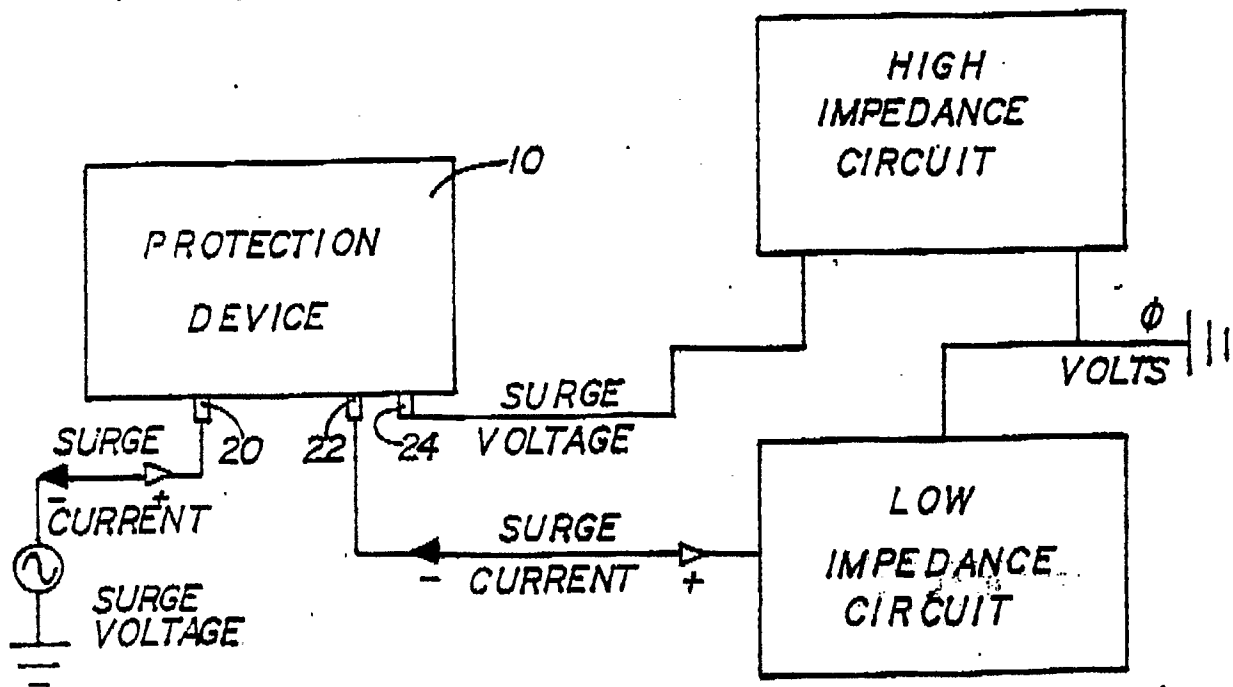 HIGH
IMPEDANCE
CIRCUIT
10
PROTECTION
DEVICE
Φ
VOLTS
SURGE
VOLTAGE
20
22
24
SURGE
- +
CURRENT
SURGE
VOLTAGE
SURGE
- CURRENT +
LOW
IMPEDANCE
CIRCUIT